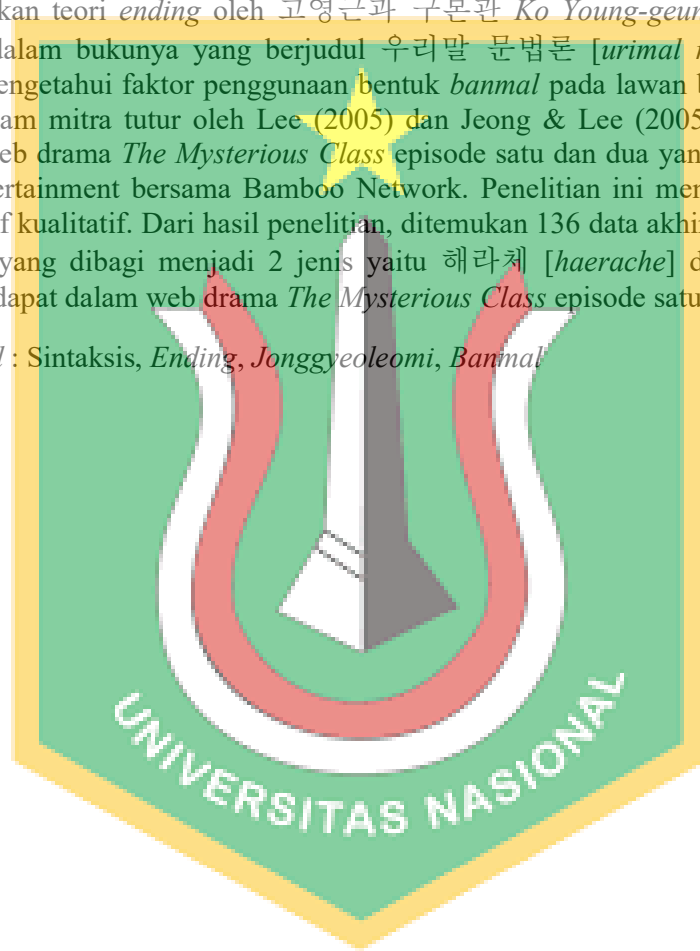 kan teori ending oleh 고영근과 구몬관 Ko Young-geun
dalam bukunya yang berjudul 우리말 문법론 [urimal
engetahui faktor penggunaan bentuk banmal pada lawan
am mitra tutur oleh Lee (2005) dan Jeong & Lee (2005
eb drama The Mysterious Class episode satu dan dua yan
ertainment bersama Bamboo Network. Penelitian ini men
f kualitatif. Dari hasil penelitian, ditemukan 136 data akhi
yang dibagi menjadi 2 jenis yaitu 해라체 [haerache] d
dapat dalam web drama The Mysterious Class episode satu
: Sintaksis, Ending, Jonggyeoleomi, Banmal
UNIVERSITAS NASIONAL